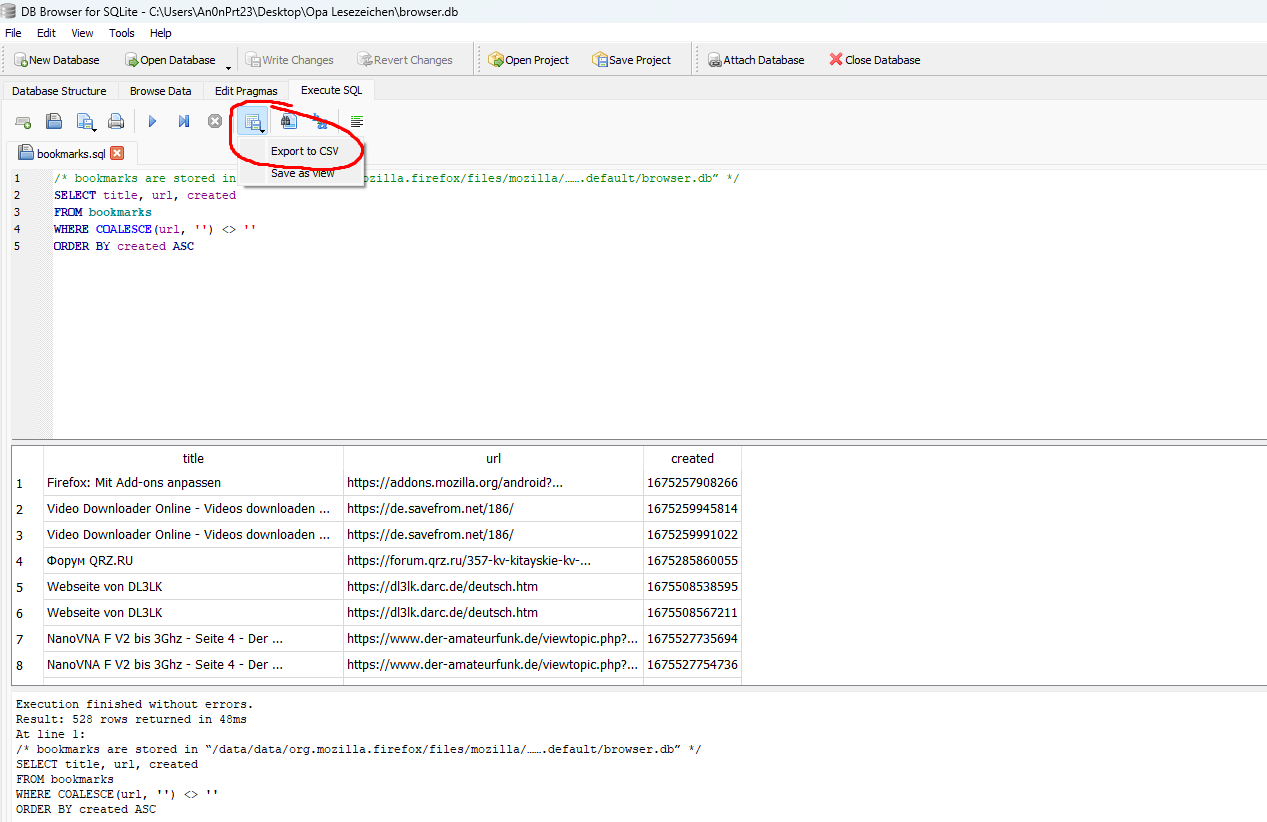 DB Browser for SQLite - C:\Users\An0nPrt23\Desktop\Opa Lesezeichen\browser.db
File Edit View Tools Help
New Database Open Database Write Changes Revert Changes Open Project Save Project Attach Database Close Database
Database Structure Browse Data Edit Pragmas Execute SQL
Export to CSV
Save as view
bookmarks.sql
1 /* bookmarks are stored in ozilla.firefox/files/mozilla/…….default/browser.db” */
2 SELECT title, url, created
3 FROM bookmarks
4 WHERE COALESCE(url, '') <> ''
5 ORDER BY created ASC
title url created
1 Firefox: Mit Add-ons anpassen https://addons.mozilla.org/android?... 1675257908266
2 Video Downloader Online - Videos downloaden ... https://de.savefrom.net/186/ 1675259945814
3 Video Downloader Online - Videos downloaden ... https://de.savefrom.net/186/ 1675259991022
4 Форум QRZ.RU https://forum.qrz.ru/357-kv-kitayskie-kv-... 1675285860055
5 Webseite von DL3LK https://dl3lk.darc.de/deutsch.htm 1675508538595
6 Webseite von DL3LK https://dl3lk.darc.de/deutsch.htm 1675508567211
7 NanoVNA F V2 bis 3Ghz - Seite 4 - Der ... https://www.der-amateurfunk.de/viewtopic.php?... 1675527735694
8 NanoVNA F V2 bis 3Ghz - Seite 4 - Der ... https://www.der-amateurfunk.de/viewtopic.php?... 1675527754736
Execution finished without errors.
Result: 528 rows returned in 48ms
At line 1:
/* bookmarks are stored in “/data/data/org.mozilla.firefox/files/mozilla/…….default/browser.db” */
SELECT title, url, created
FROM bookmarks
WHERE COALESCE(url, '') <> ''
ORDER BY created ASC